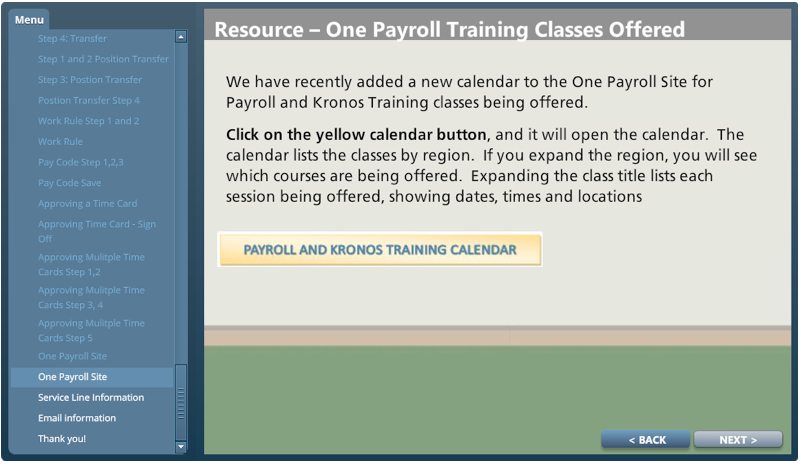 Menu
Step 4: Transfer
Step 1 and 2 Position Transfer
Step 3: Postion Transfer
Postion Transfer Step 4
Work Rule Step 1 and 2
Work Rule
Pay Code Step 1,2,3
Pay Code Save
Approving a Time Card
Approving Time Card - Sign
Off
Approving Mulitple Time
Cards Step 1,2
Approving Mulitple Time
Cards Step 3, 4
Approving Mulitple Time
Cards Step 5
One Payroll Site
One Payroll Site
Service Line Information
Email information
Thank you!
Resource – One Payroll Training Classes Offered
We have recently added a new calendar to the One Payroll Site for
Payroll and Kronos Training classes being offered.
Click on the yellow calendar button, and it will open the calendar.  The
calendar lists the classes by region.  If you expand the region, you will see
which courses are being offered.  Expanding the class title lists each
session being offered, showing dates, times and locations
PAYROLL AND KRONOS TRAINING CALENDAR
< BACK
NEXT >